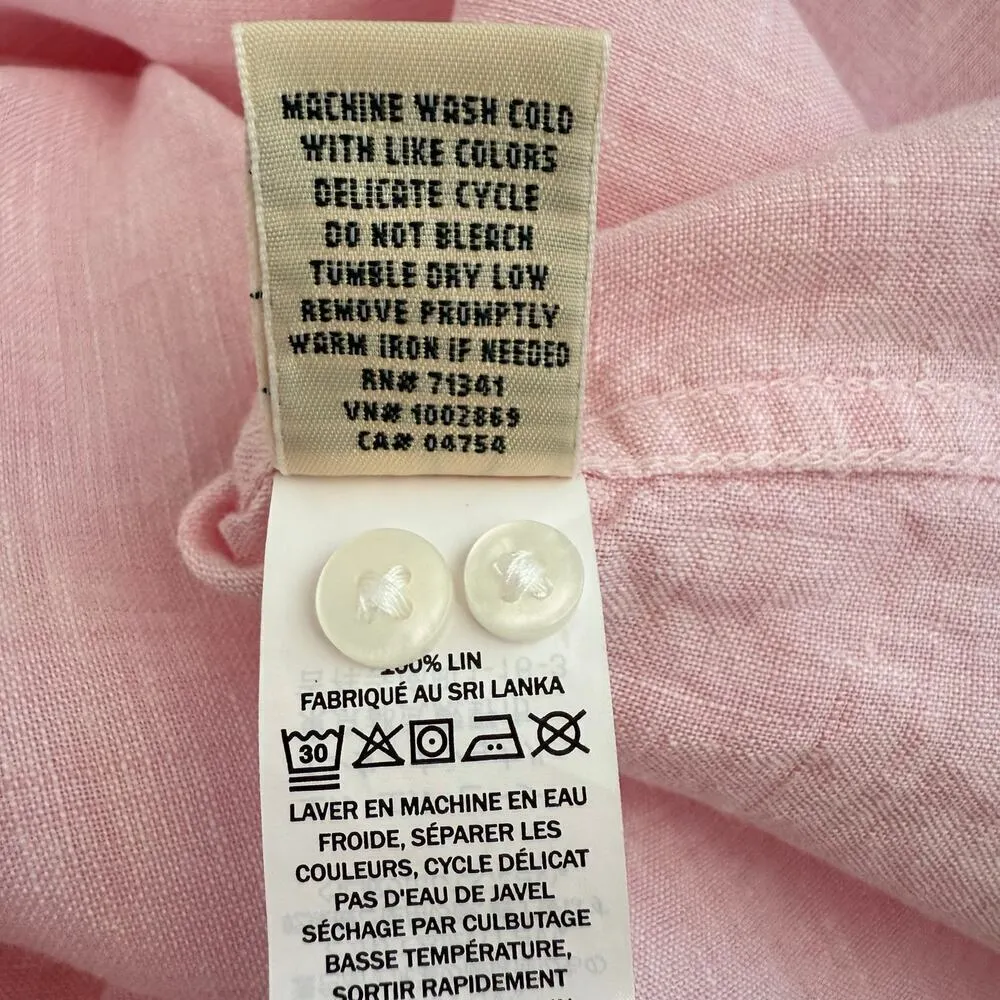 MACHINE WASH COLD
WITH LIKE COLORS
DELICATE CYCLE
DO NOT BLEACH
TUMBLE DRY LOW
REMOVE PROMPTLY
WARM IRON IF NEEDED
RN# 71341
VN# 1002869
CA# 04754
100% LIN
FABRIQUÉ AU SRI LANKA
30
LAVER EN MACHINE EN EAU
FROIDE, SÉPARER LES
COULEURS, CYCLE DÉLICAT
PAS D'EAU DE JAVEL
SÉCHAGE PAR CULBUTAGE
BASSE TEMPÉRATURE,
SORTIR RAPIDEMENT